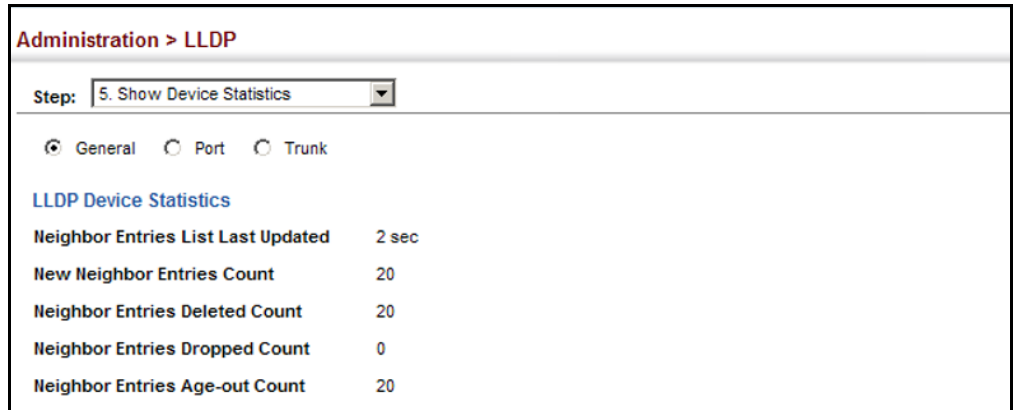 Administration > LLDP
Step: 5. Show Device Statistics
General Port Trunk
LLDP Device Statistics
Neighbor Entries List Last Updated 2 sec
New Neighbor Entries Count 20
Neighbor Entries Deleted Count 20
Neighbor Entries Dropped Count 0
Neighbor Entries Age-out Count 20